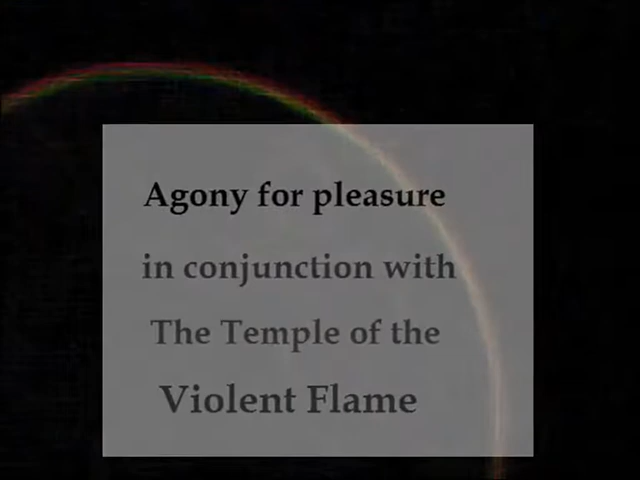 Agony for pleasure
in conjunction with
The Temple of the
Violent Flame